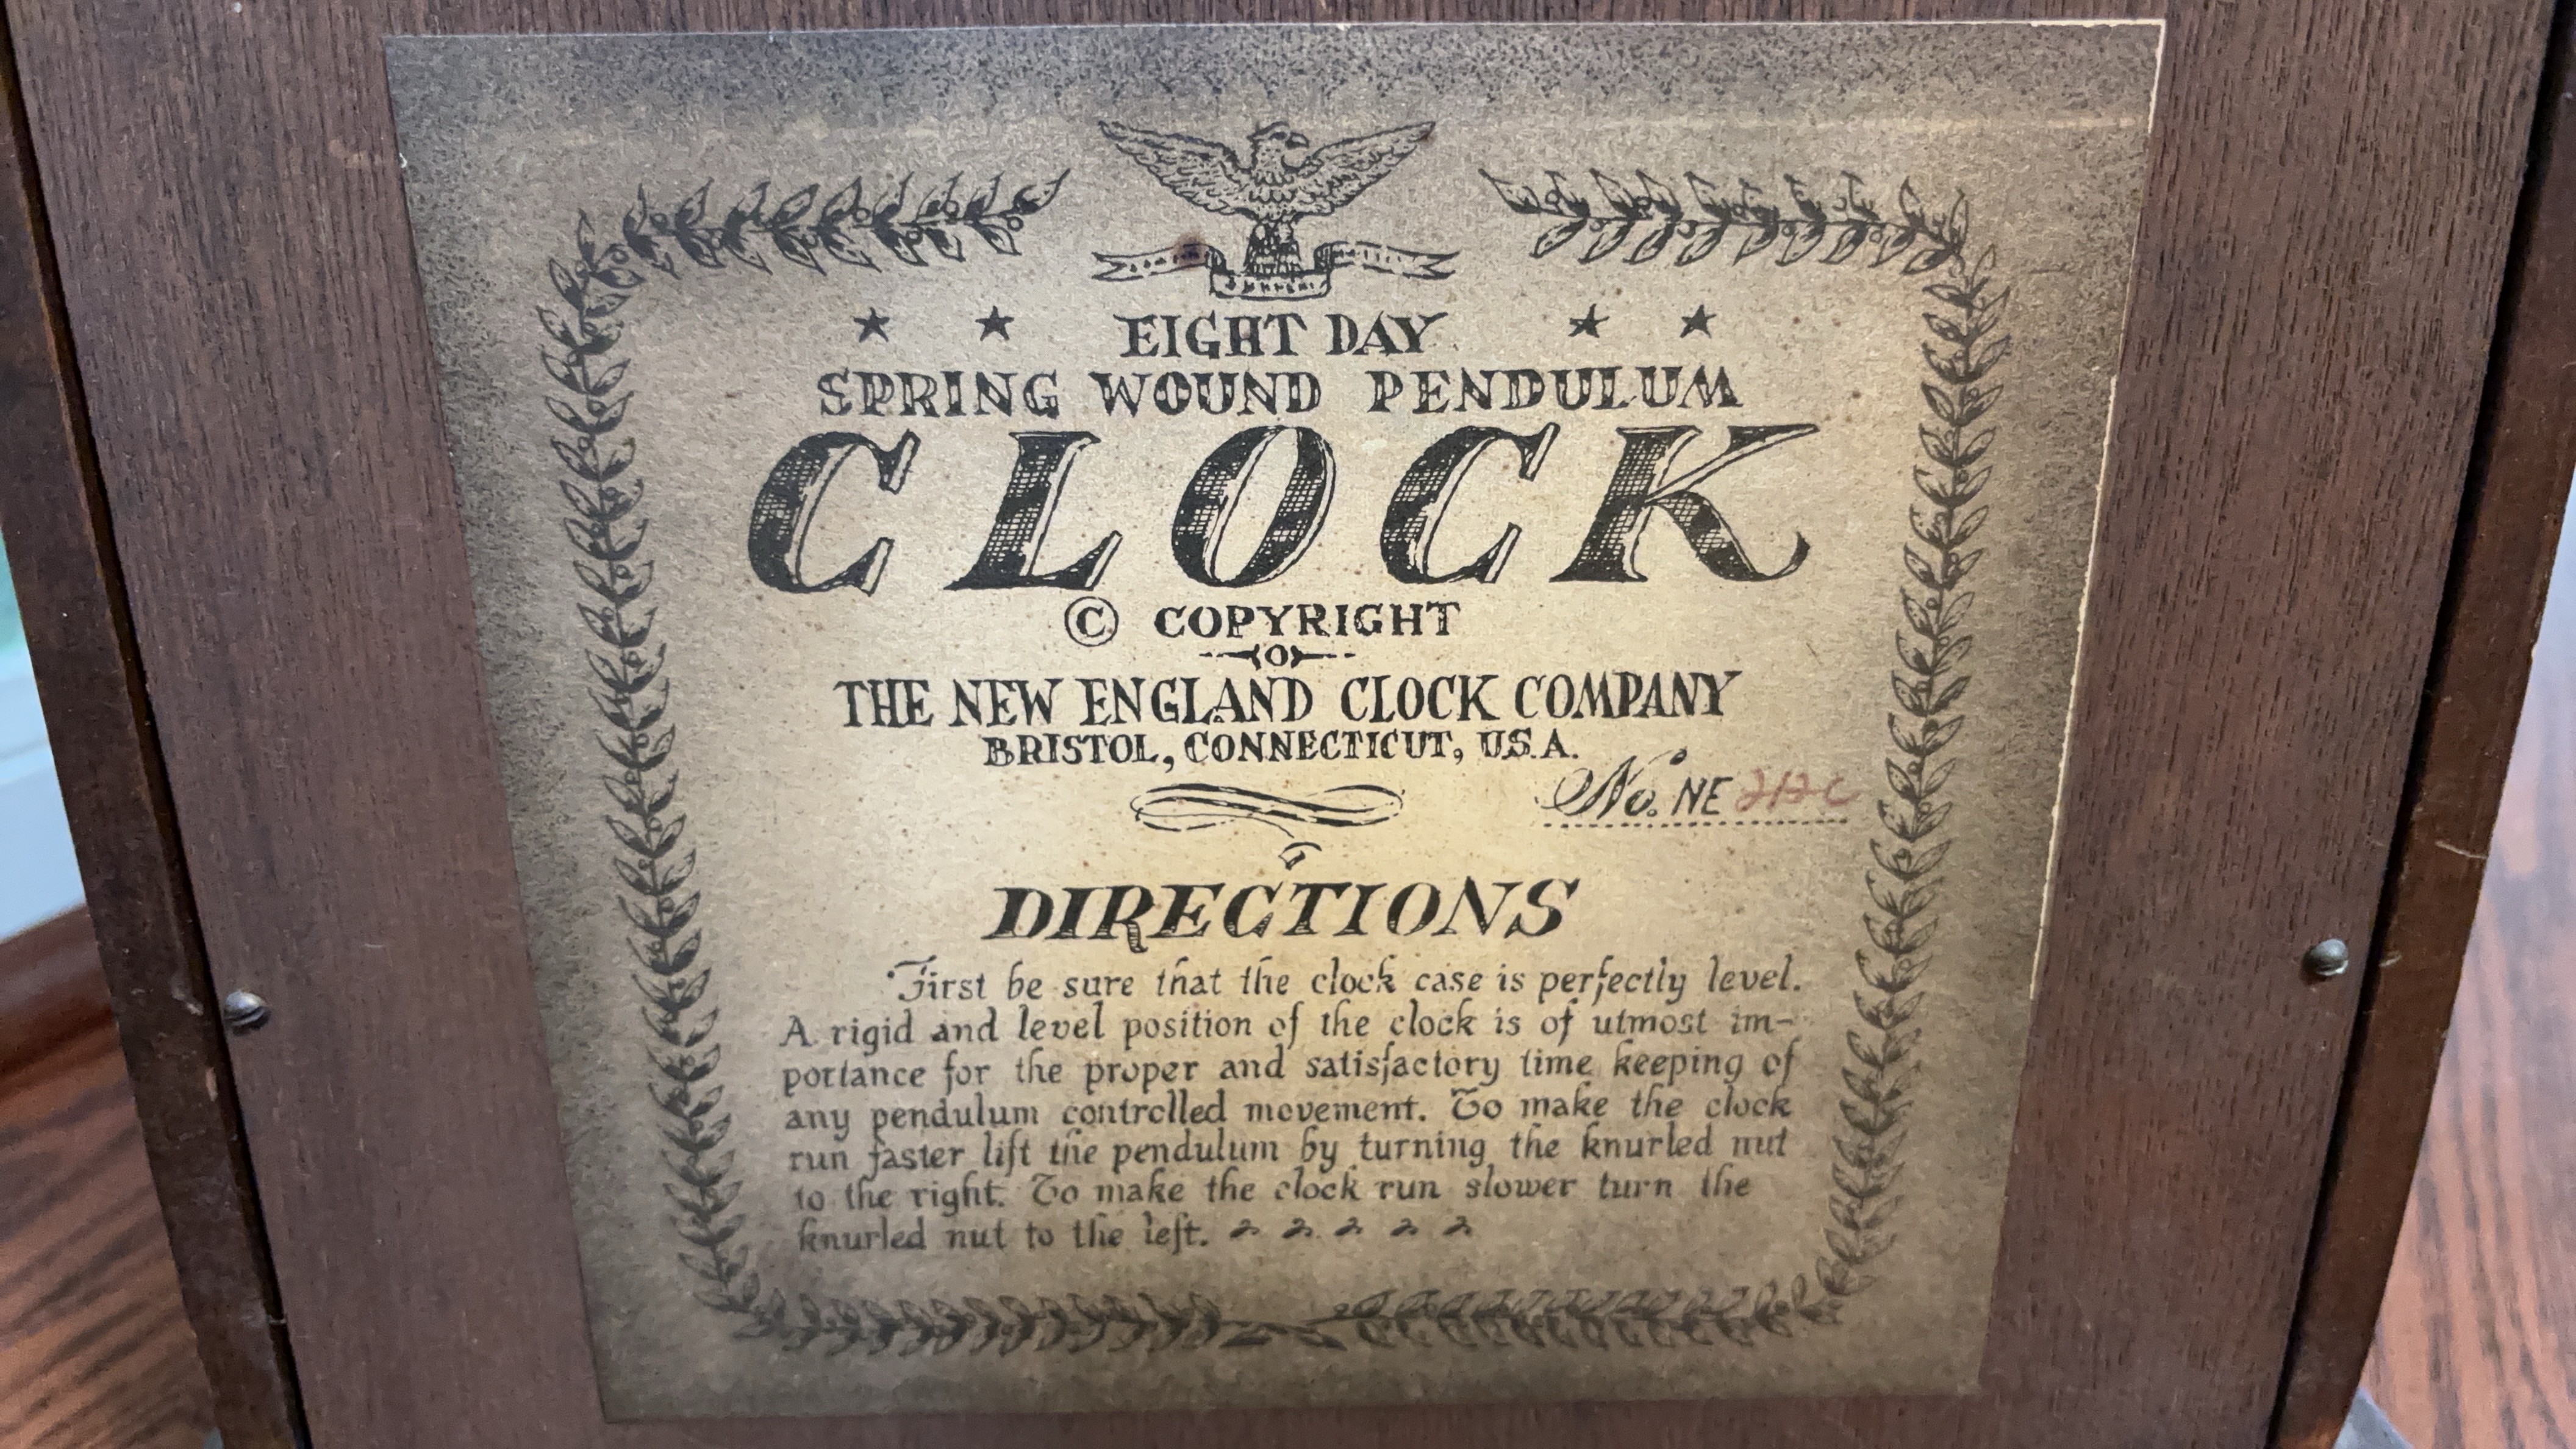 EIGHT DAY
SPRING WOUND PENDULUM
CLOCK
© COPYRIGHT
THE NEW ENGLAND CLOCK COMPANY
BRISTOL, CONNECTICUT, U.S.A.
No. NE 212C
DIRECTIONS
First be sure that the clock case is perfectly level.
A rigid and level position of the clock is of utmost im-
portance for the proper and satisfactory time keeping of
any pendulum controlled movement. To make the clock
run faster lift the pendulum by turning the knurled nut
to the right. To make the clock run slower turn the
knurled nut to the left.